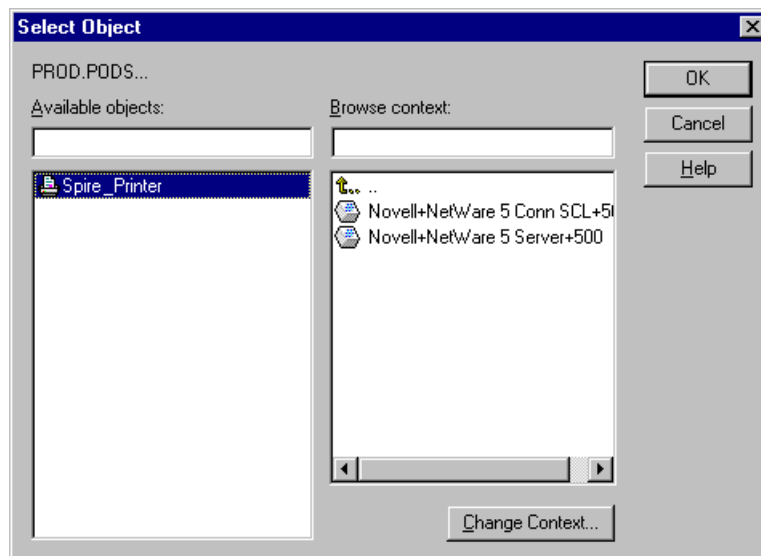 Select Object
PROD.PODS...
Available objects:
Browse context:
Spire_Printer
..
Novell+NetWare 5 Conn SCL+
Novell+NetWare 5 Server+500
Change Context...
OK
Cancel
Help